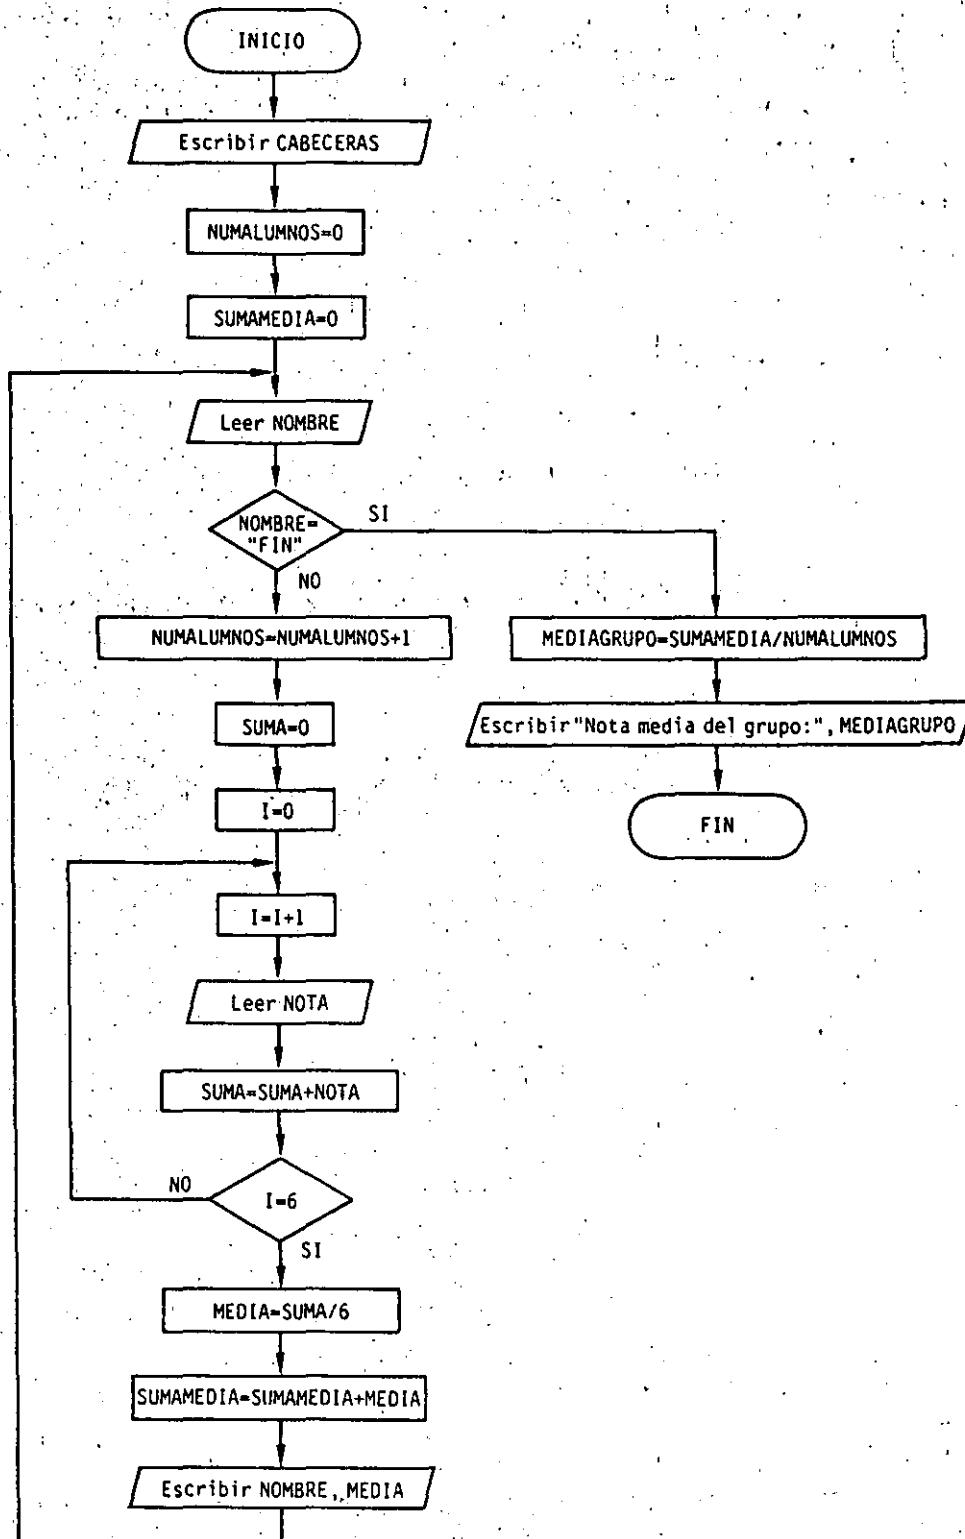 INICIO
Escribir CABECERAS
NUMALUMNOS=0
SUMAMEDIA=0
Leer NOMBRE
NOMBRE=
"FIN"
SI
NO
NUMALUMNOS=NUMALUMNOS+1
MEDIAGRUPO=SUMAMEDIA/NUMALUMNOS
SUMA=0
Escribir "Nota media del grupo:", MEDIAGRUPO
I=0
FIN
I=I+1
Leer NOTA
SUMA=SUMA+NOTA
NO
I=6
SI
MEDIA=SUMA/6
SUMAMEDIA=SUMAMEDIA+MEDIA
Escribir NOMBRE, MEDIA